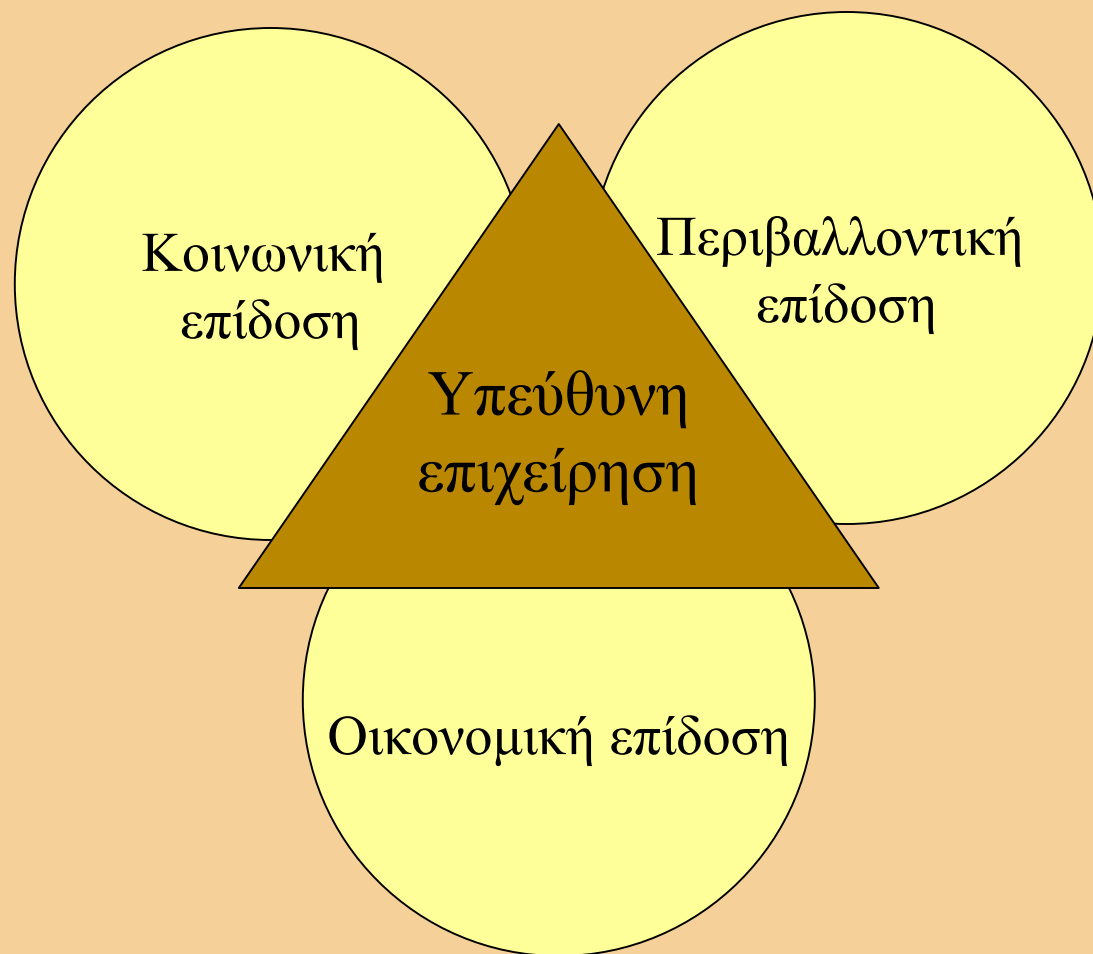 Κοινωνική
επίδοση
Περιβαλλοντική
επίδοση
Υπεύθυνη
επιχείρηση
Οικονομική επίδοση